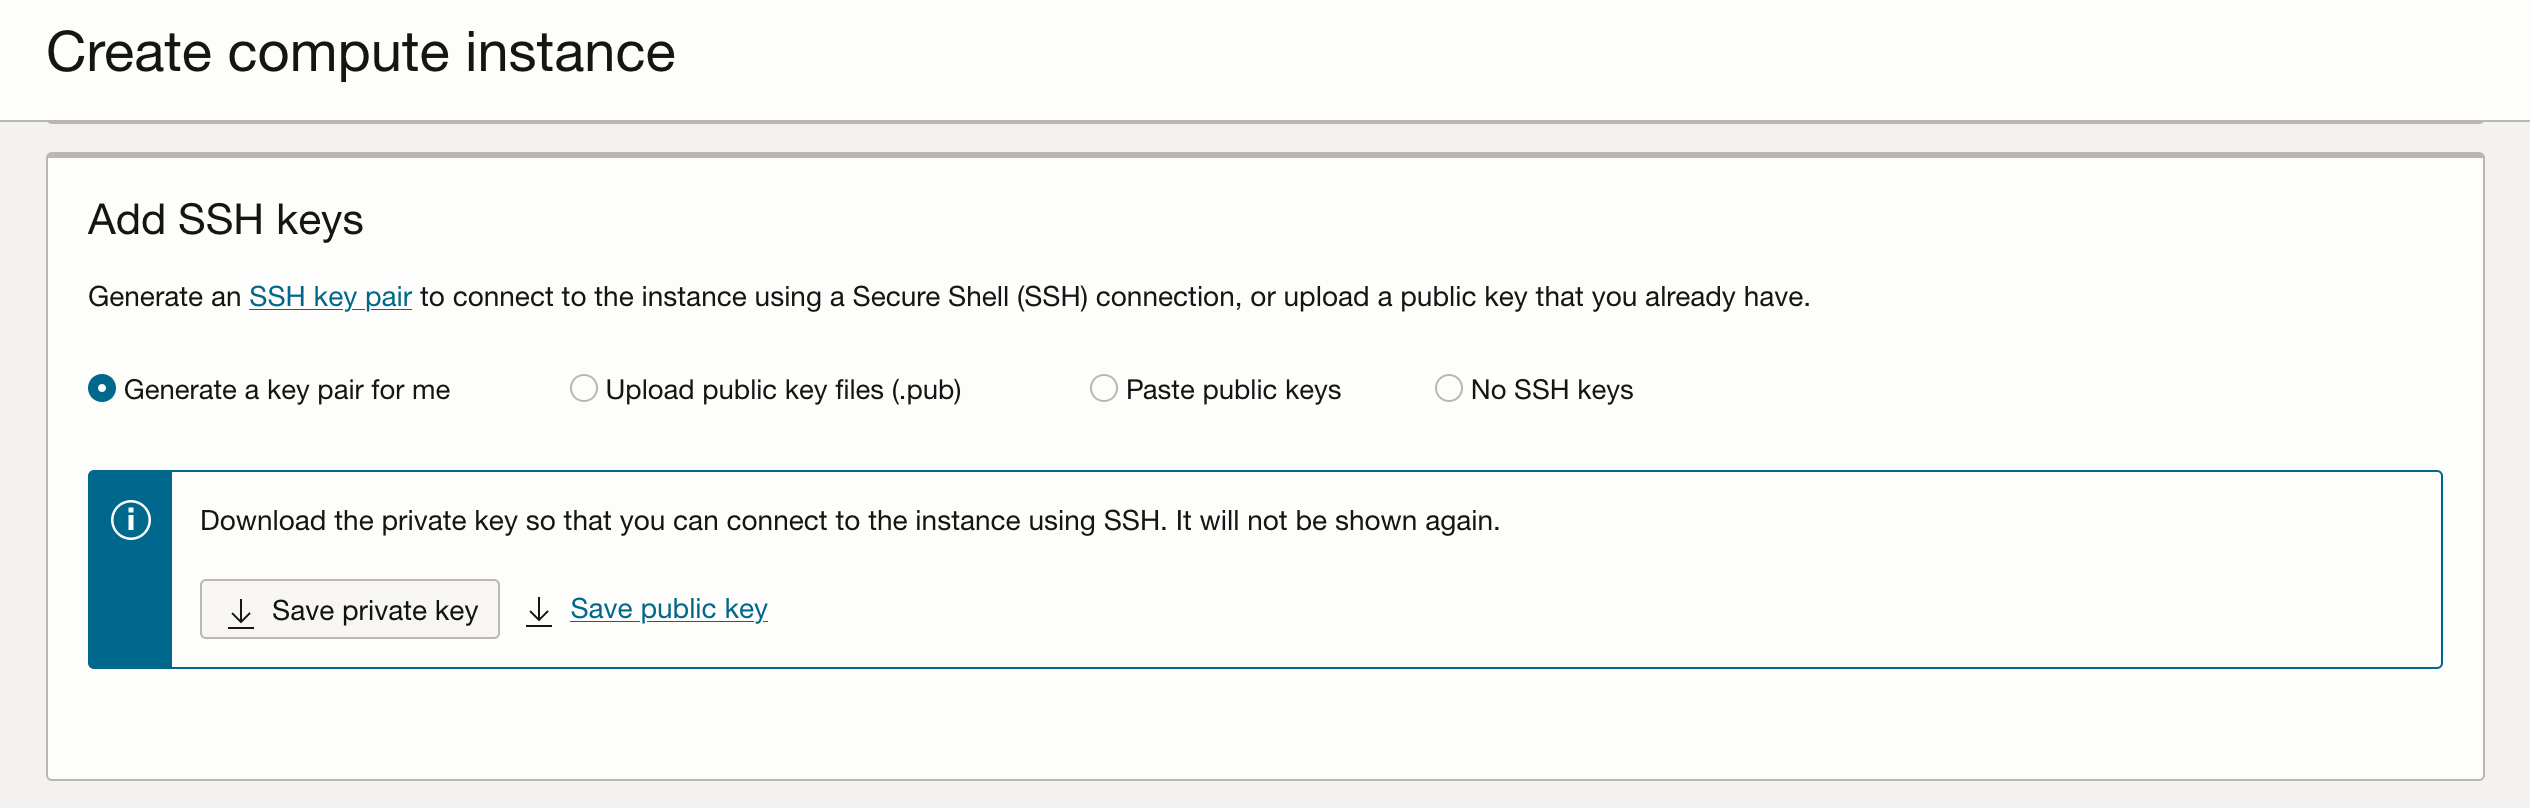 Create compute instance
Add SSH keys
Generate an SSH key pair to connect to the instance using a Secure Shell (SSH) connection, or upload a public key that you already have.
Generate a key pair for me
Upload public key files (.pub)
Paste public keys
No SSH keys
Download the private key so that you can connect to the instance using SSH. It will not be shown again.
Save private key
Save public key